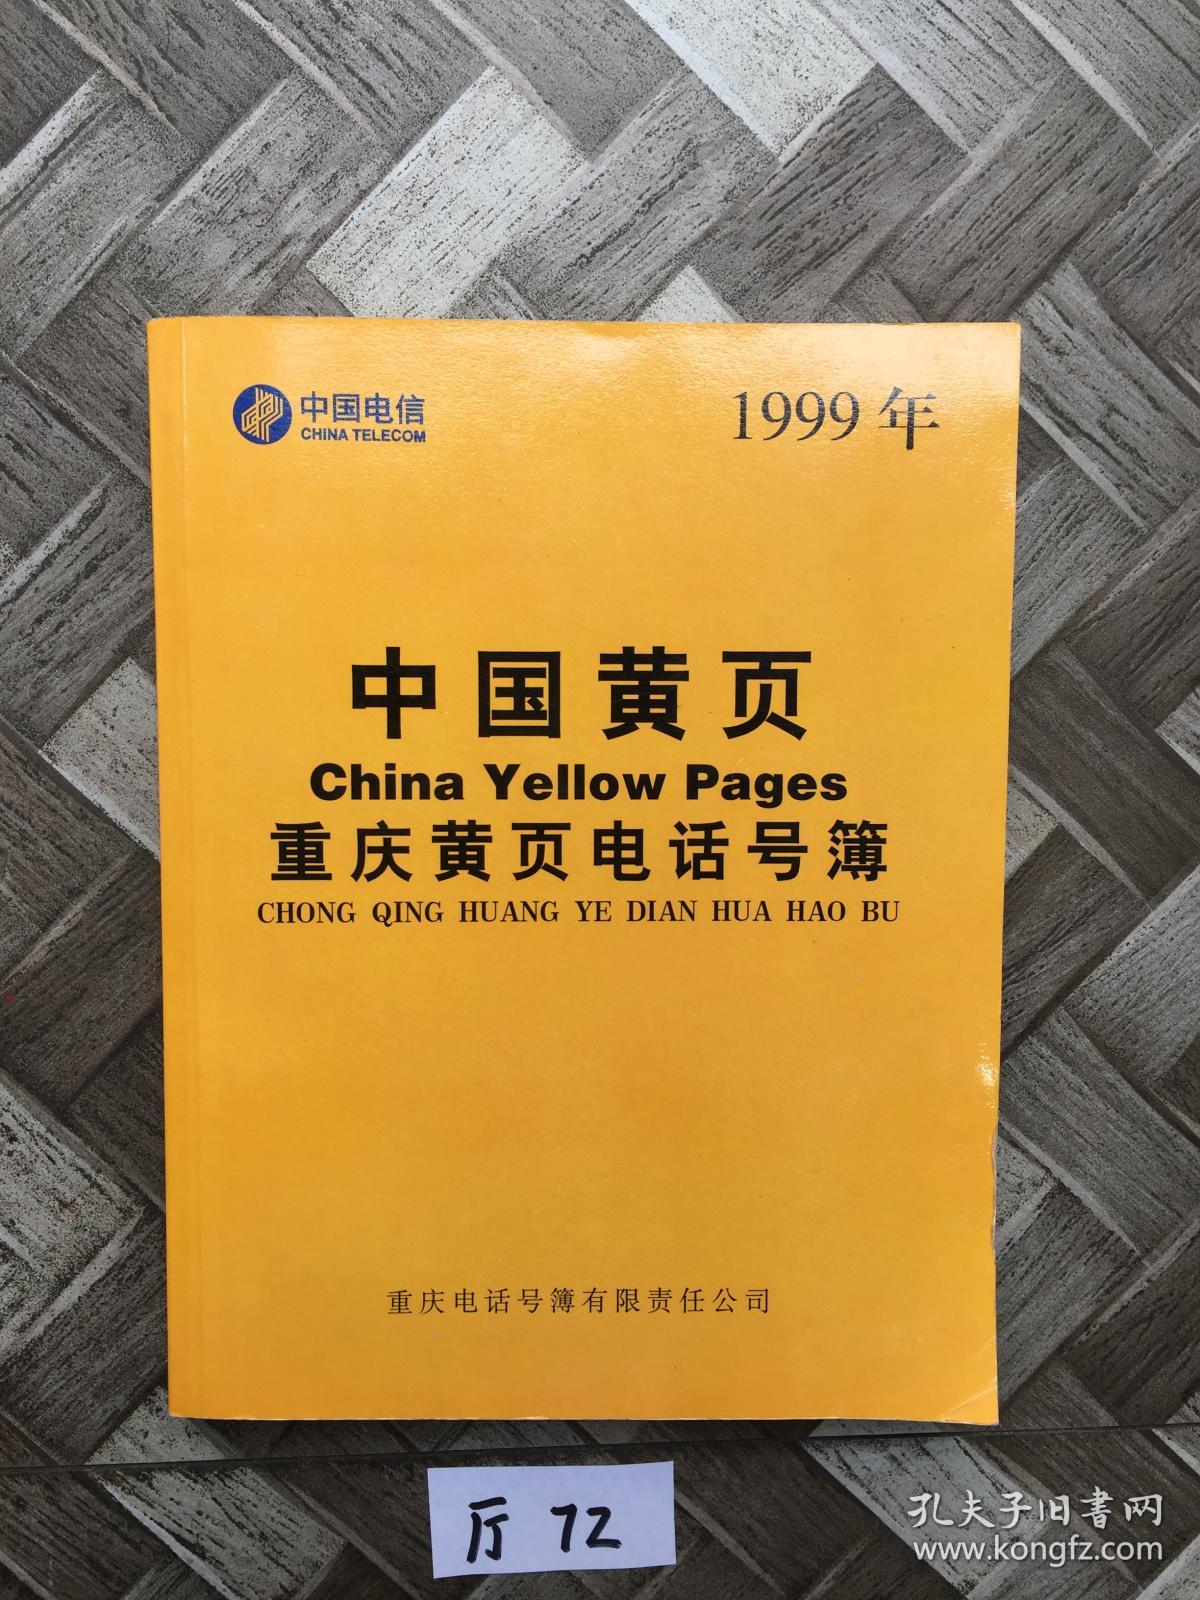 中国电信
CHINA TELECOM
1999年
中国黄页
China Yellow Pages
重庆黄页电话号簿
CHONG QING HUANG YE DIAN HUA HAO BU
重庆电话号簿有限责任公司
厅 72
孔夫子旧书网
www.kongfz.com